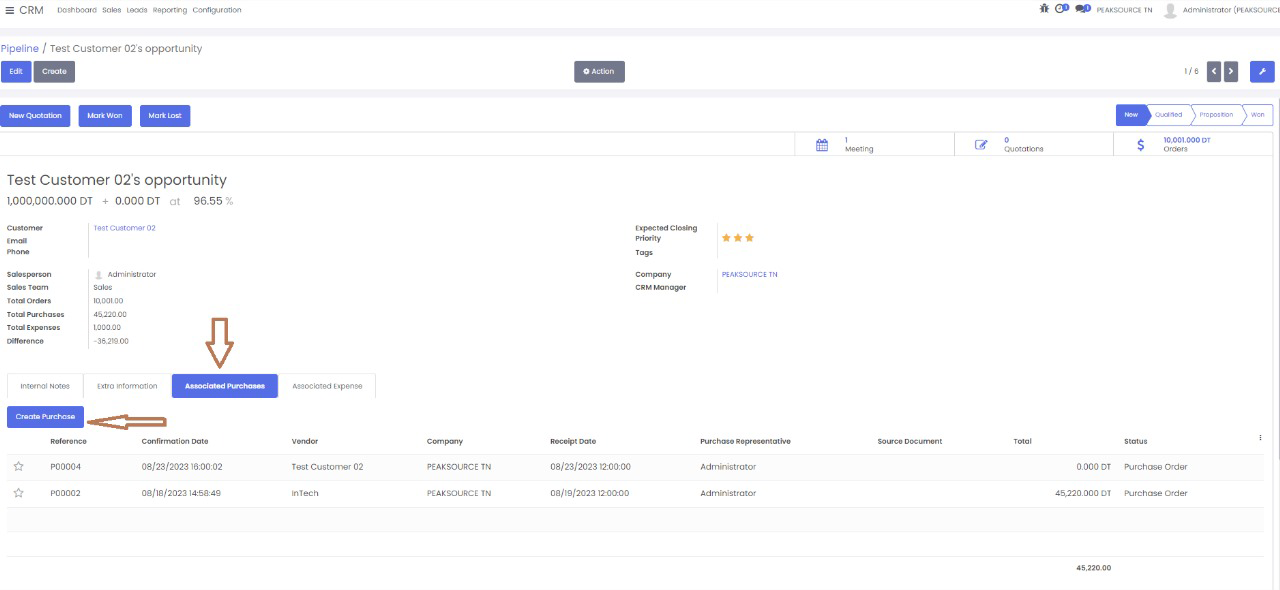 CRM Dashboard Sales Leads Reporting Configuration 1 1 PEAKSOURCE TN Administrator (PEAKSOURCE
Pipeline / Test Customer 02's opportunity
Edit Create Action 1 / 6
New Quotation Mark Won Mark Lost New Qualified Proposition Won
1 Meeting 0 Quotations $ 10,001.000 DT Orders
Test Customer 02's opportunity
1,000,000.000 DT + 0.000 DT at 96.55 %
Customer Test Customer 02
Email
Phone
Expected Closing
Priority
Tags
Salesperson Administrator
Sales Team Sales
Total Orders 10,001.00
Total Purchases 45,220.00
Total Expenses 1,000.00
Difference -36,219.00
Company PEAKSOURCE TN
CRM Manager
Internal Notes Extra Information Associated Purchases Associated Expense
Create Purchase
Reference Confirmation Date Vendor Company Receipt Date Purchase Representative Source Document Total Status
P00004 08/23/2023 16:00:02 Test Customer 02 PEAKSOURCE TN 08/23/2023 12:00:00 Administrator 0.000 DT Purchase Order
P00002 08/18/2023 14:58:49 InTech PEAKSOURCE TN 08/19/2023 12:00:00 Administrator 45,220.000 DT Purchase Order
45,220.00